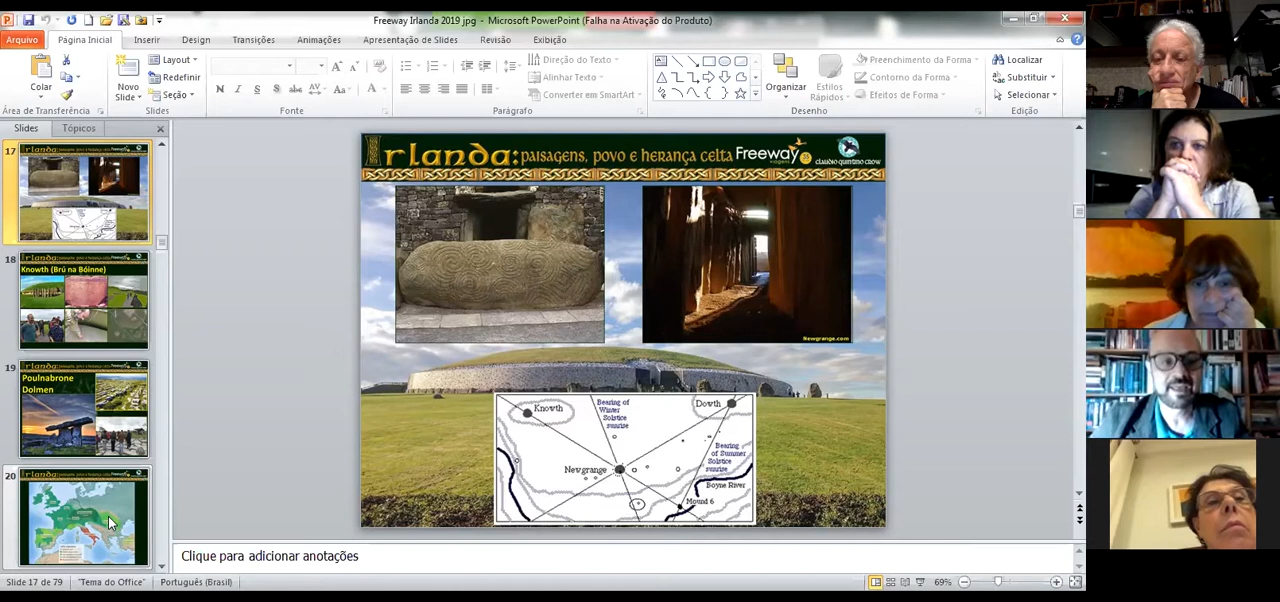 Freeway Irlanda 2019 jpg - Microsoft PowerPoint (Falha na Ativação do Produto)
Arquivo Página Inicial Inserir Design Transições Animações Apresentação de Slides Revisão Exibição
Colar
Área de Transferência
Novo Slide
Layout
Redefinir
Seção
Slides
N I S S abc AV Aa A
Fonte
Direção do Texto
Alinhar Texto
Converter em SmartArt
Parágrafo
Organizar
Estilos Rápidos
Preenchimento da Forma
Contorno da Forma
Efeitos de Forma
Desenho
Localizar
Substituir
Selecionar
Edição
Slides Tópicos
17
18
Knowth (Brú na Bóinne)
19
Poulnabrone
Dolmen
20
Irlanda: paisagens, povo e herança celta Freeway viagens 35 CLAUDIO QUINTINO CROW
Newgrange.com
Knowth
Bearing of
Winter
Solstice
sunrise
Dowth
Newgrange
Bearing
of Summer
Solstice
sunrise
Boyne River
Mound 6
Clique para adicionar anotações
Slide 17 de 79 "Tema do Office" Português (Brasil) 69%